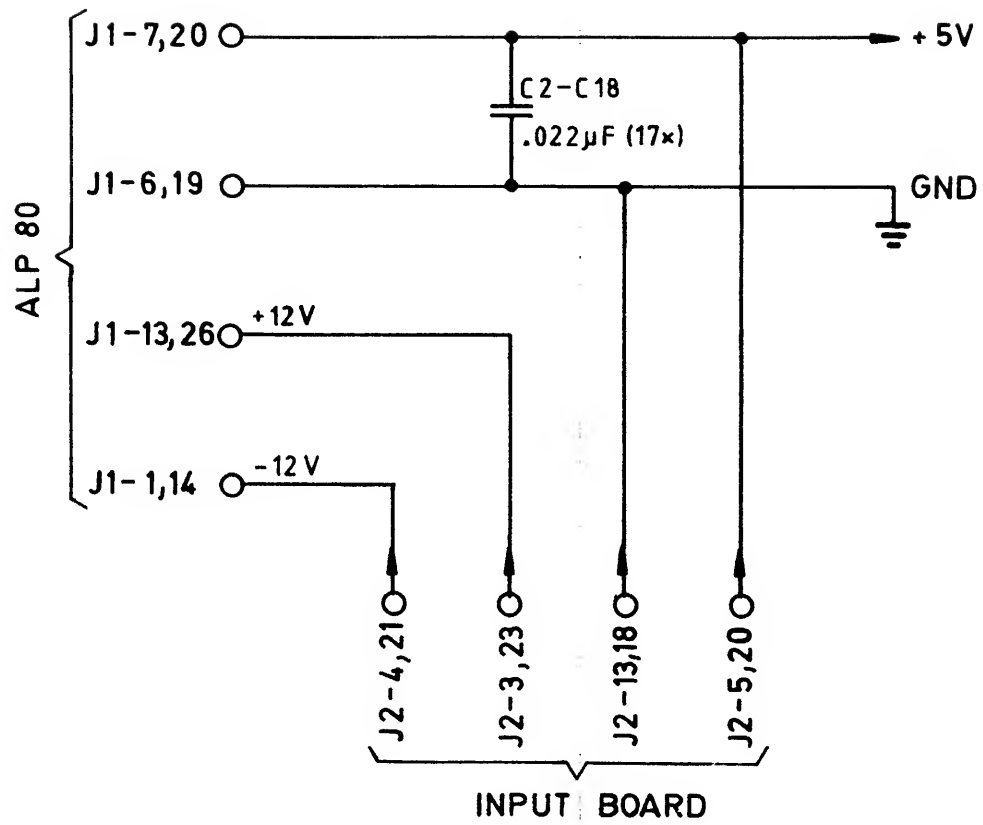 J1-7,20
+5V
C2-C18
.022µF (17×)
J1-6,19
GND
ALP 80
J1-13,26
+12V
J1-1,14
-12V
J2-4,21
J2-3,23
J2-13,18
J2-5,20
INPUT BOARD